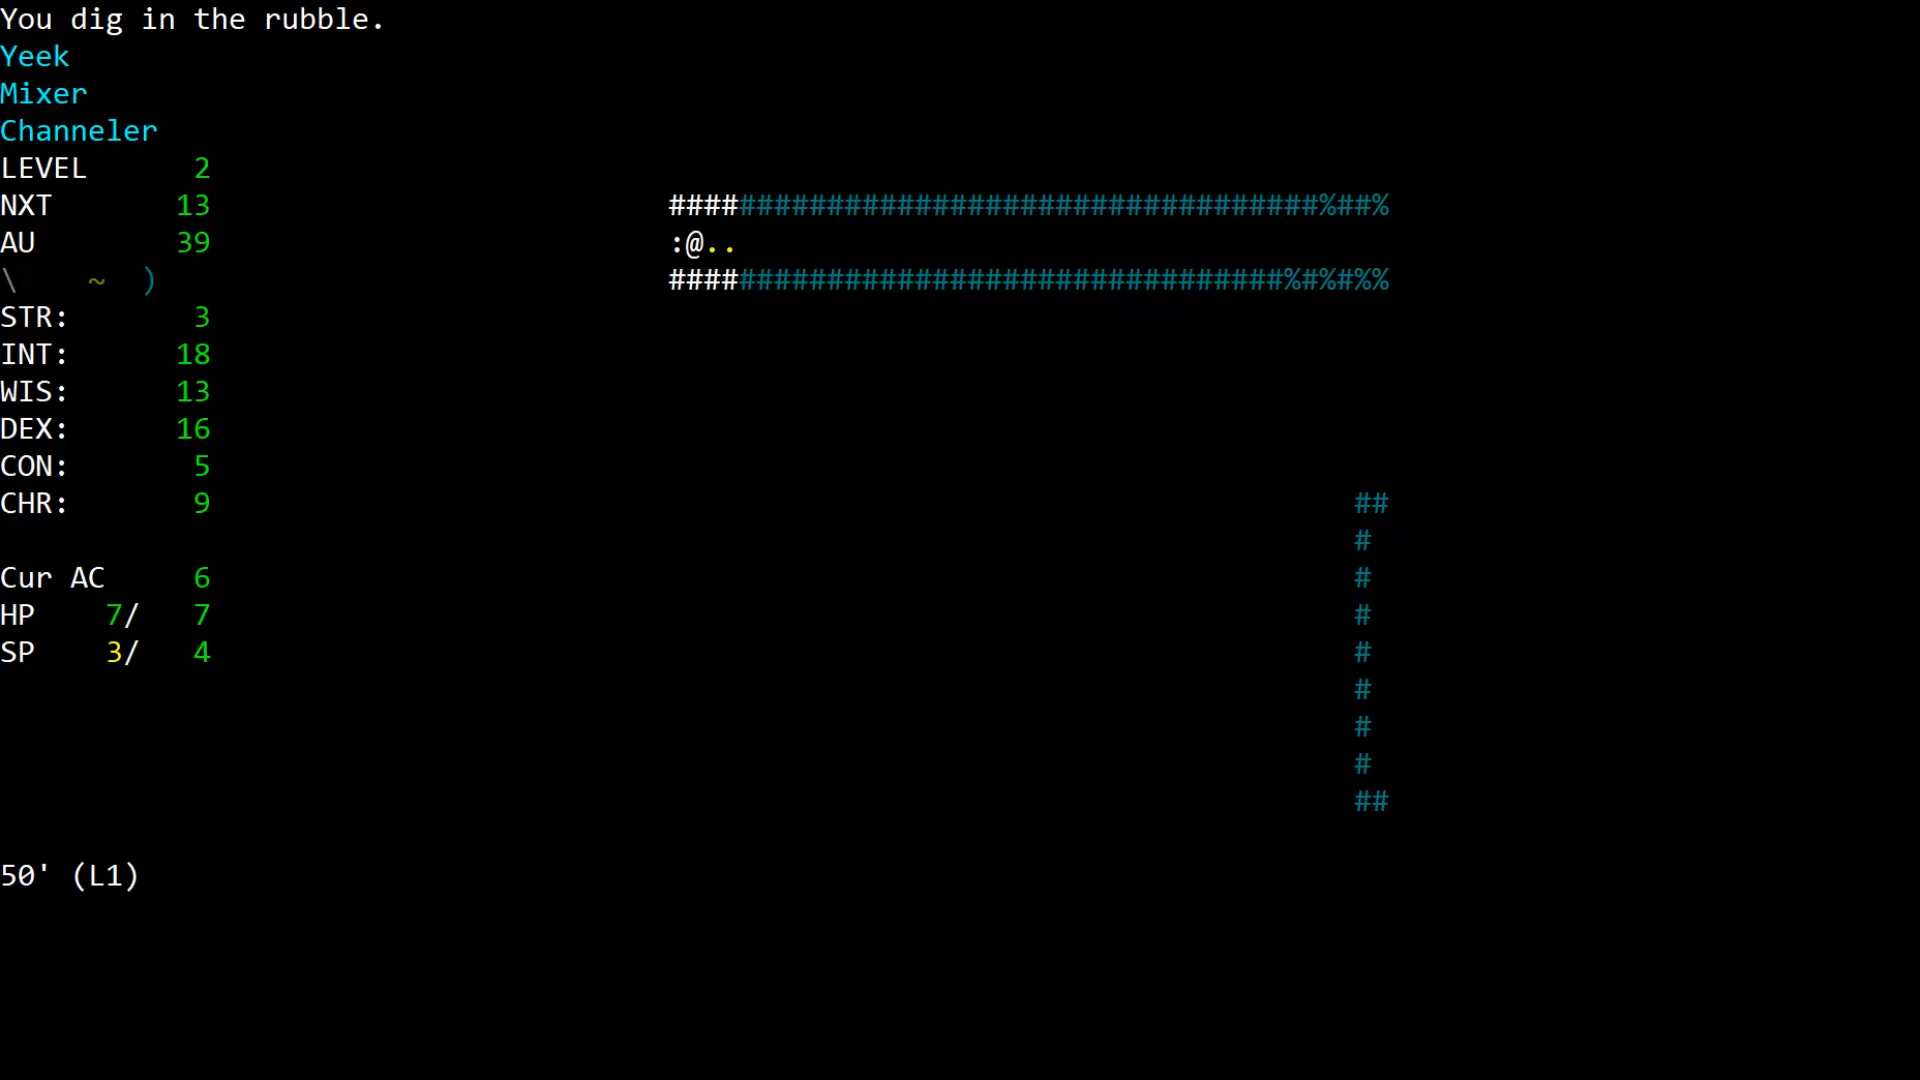 You dig in the rubble.
Yeek
Mixer
Channeler
LEVEL 2
NXT 13
#####################################%##%
AU 39
:@..
\ ~ )
###################################%#%#%%
STR: 3
INT: 18
WIS: 13
DEX: 16
CON: 5
CHR: 9
##
#
Cur AC 6
#
HP 7/ 7
#
SP 3/ 4
#
#
#
#
##
50' (L1)